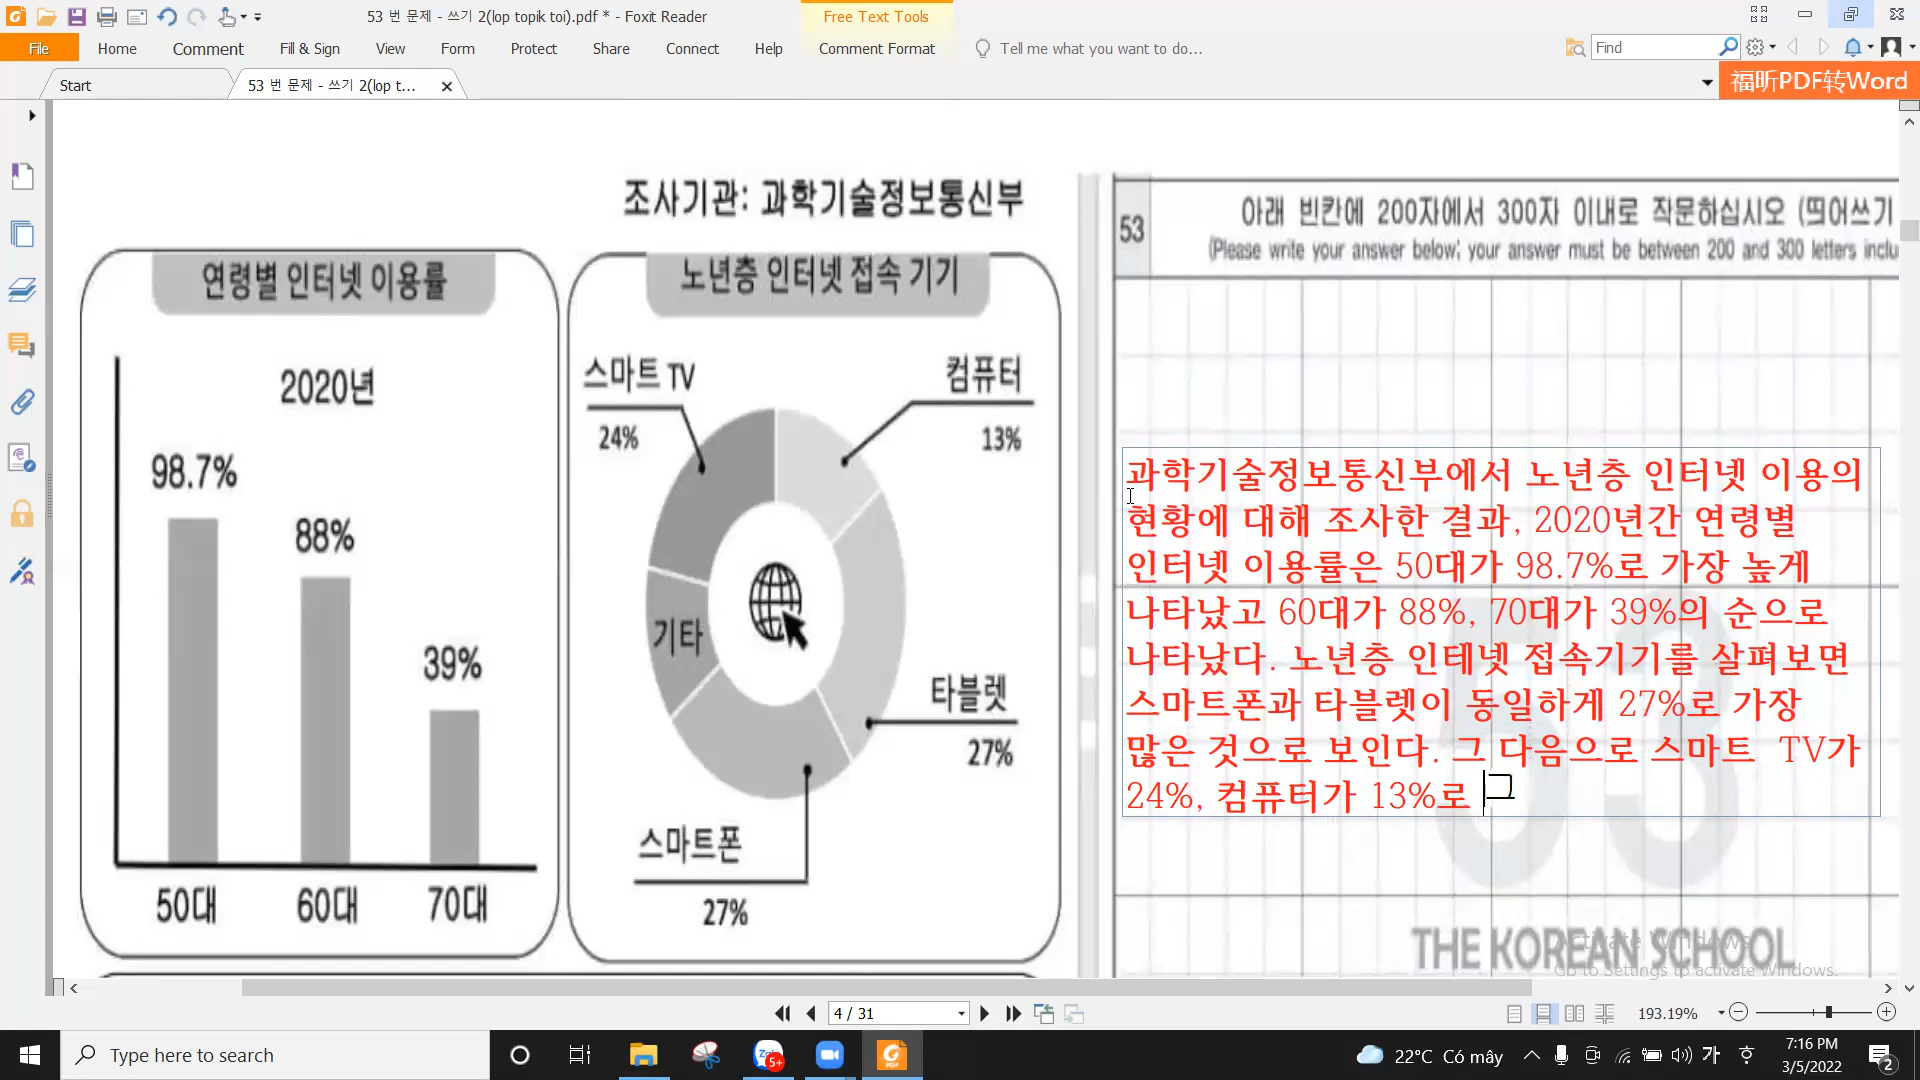 53 번 문제 - 쓰기 2(lop topik toi).pdf * - Foxit Reader
Free Text Tools
File
Home
Comment
Fill & Sign
View
Form
Protect
Share
Connect
Help
Comment Format
Tell me what you want to do...
Find
Start
53 번 문제 - 쓰기 2(lop t...
福昕PDF转Word
조사기관: 과학기술정보통신부
연령별 인터넷 이용률
2020년
98.7%
88%
39%
50대
60대
70대
노년층 인터넷 접속 기기
스마트 TV
24%
컴퓨터
13%
기타
타블렛
27%
스마트폰
27%
53
아래 빈칸에 200자에서 300자 이내로 작문하십시오 (띄어쓰기
(Please write your answer below; your answer must be between 200 and 300 letters inclu
과학기술정보통신부에서 노년층 인터넷 이용의
현황에 대해 조사한 결과, 2020년간 연령별
인터넷 이용률은 50대가 98.7%로 가장 높게
나타났고 60대가 88%, 70대가 39%의 순으로
나타났다. 노년층 인테넷 접속기기를 살펴보면
스마트폰과 타블렛이 동일하게 27%로 가장
많은 것으로 보인다. 그 다음으로 스마트 TV가
24%, 컴퓨터가 13%로 ㄱ
53
THE KOREAN SCHOOL
Activate Windows
Go to Settings to activate Windows.
4 / 31
193.19%
Type here to search
5+
22°C Có mây
가
7:16 PM
3/5/2022
2